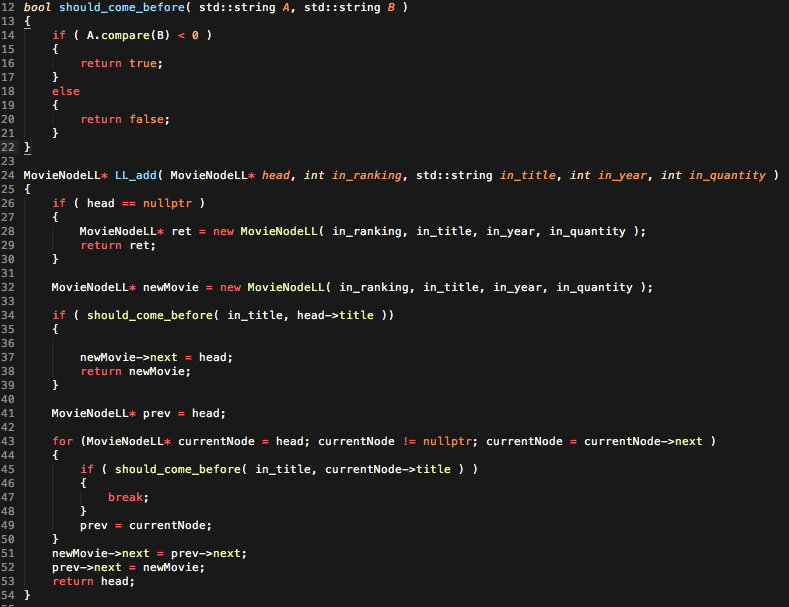 12 bool should_come_before( std::string A, std::string B )
13 {
14     if ( A.compare(B) < 0 )
15     {
16         return true;
17     }
18     else
19     {
20         return false;
21     }
22 }
23
24 MovieNodeLL* LL_add( MovieNodeLL* head, int in_ranking, std::string in_title, int in_year, int in_quantity )
25 {
26     if ( head == nullptr )
27     {
28         MovieNodeLL* ret = new MovieNodeLL( in_ranking, in_title, in_year, in_quantity );
29         return ret;
30     }
31
32     MovieNodeLL* newMovie = new MovieNodeLL( in_ranking, in_title, in_year, in_quantity );
33
34     if ( should_come_before( in_title, head->title ))
35     {
36
37         newMovie->next = head;
38         return newMovie;
39     }
40
41     MovieNodeLL* prev = head;
42
43     for (MovieNodeLL* currentNode = head; currentNode != nullptr; currentNode = currentNode->next )
44     {
45         if ( should_come_before( in_title, currentNode->title ) )
46         {
47             break;
48         }
49         prev = currentNode;
50     }
51     newMovie->next = prev->next;
52     prev->next = newMovie;
53     return head;
54 }